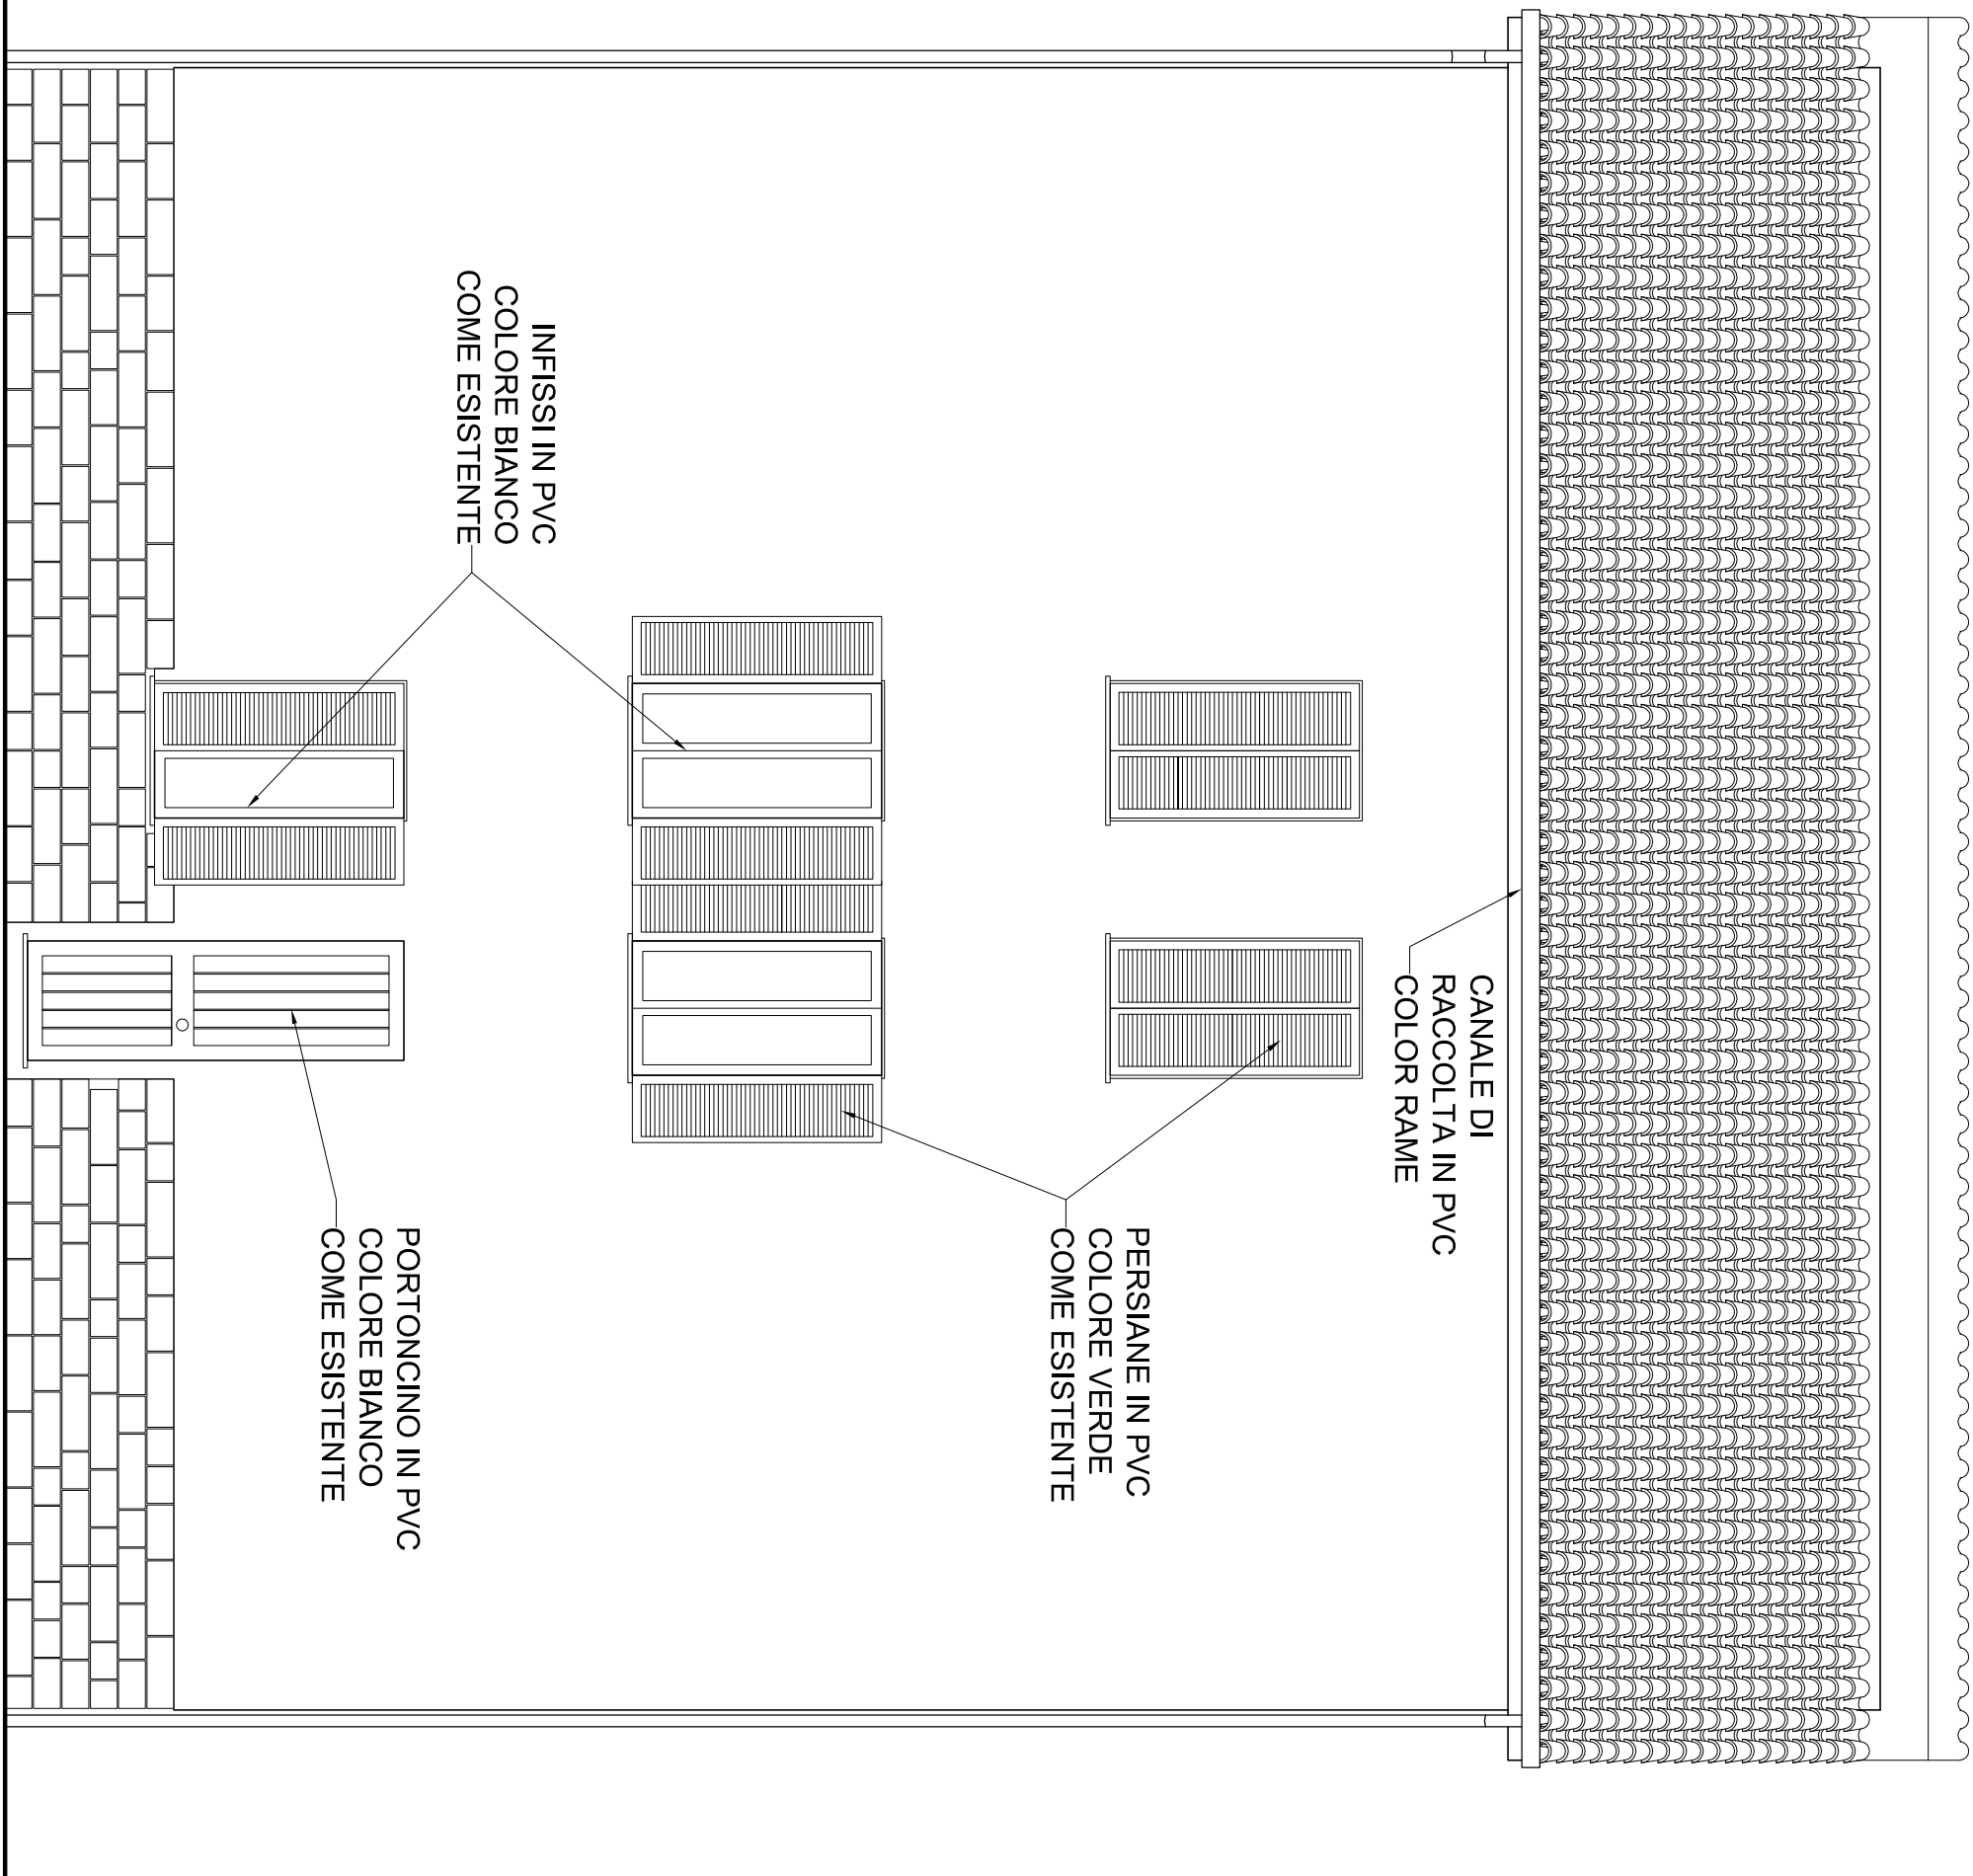 CANALE DI
RACCOLTA IN PVC
COLOR RAME
PERSIANE IN PVC
COLORE VERDE
COME ESISTENTE
INFISSI IN PVC
COLORE BIANCO
COME ESISTENTE
PORTONCINO IN PVC
COLORE BIANCO
COME ESISTENTE